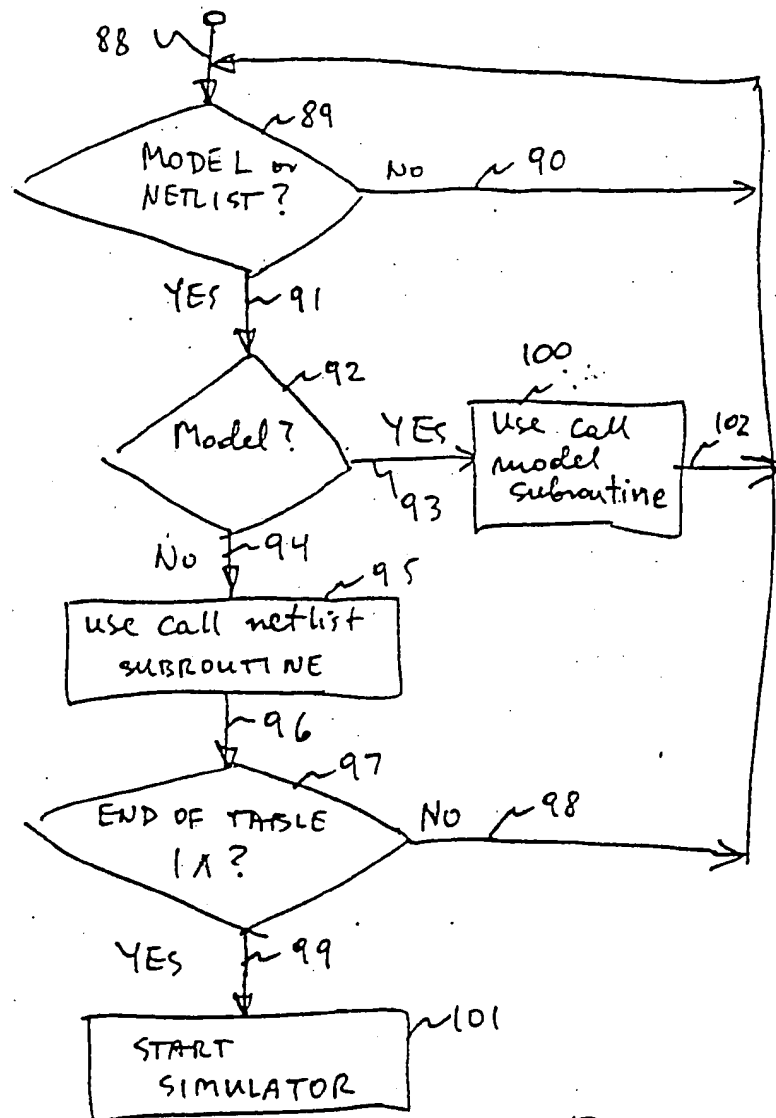 88
89
MODEL or
NETLIST?
NO
90
YES
91
92
Model?
YES
93
100
Use call
model
subroutine
102
NO
94
95
use call netlist
SUBROUTINE
96
97
END OF TABLE
1A?
NO
98
YES
99
101
START
SIMULATOR